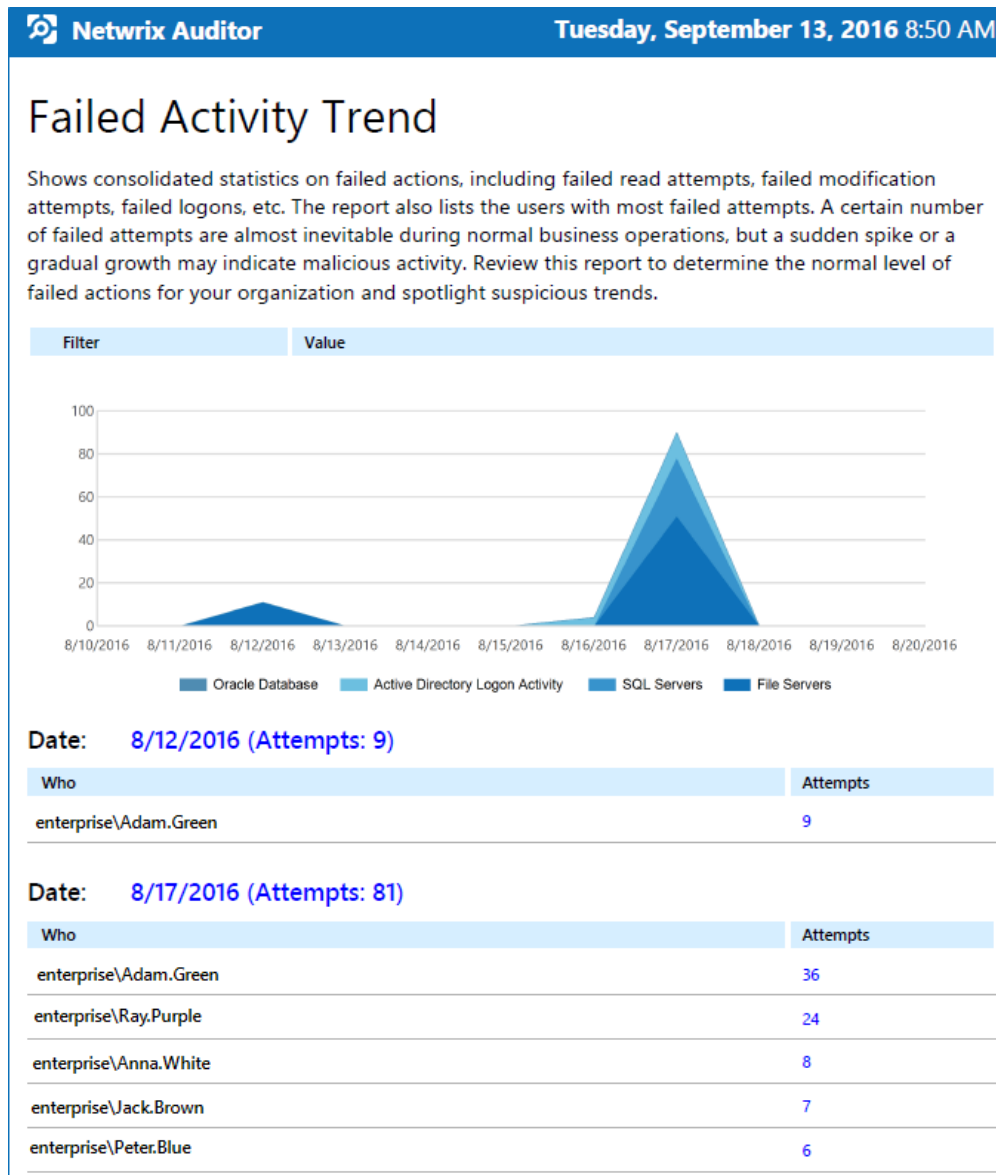 Netwrix Auditor Tuesday, September 13, 2016 8:50 AM
Failed Activity Trend
Shows consolidated statistics on failed actions, including failed read attempts, failed modification
attempts, failed logons, etc. The report also lists the users with most failed attempts. A certain number
of failed attempts are almost inevitable during normal business operations, but a sudden spike or a
gradual growth may indicate malicious activity. Review this report to determine the normal level of
failed actions for your organization and spotlight suspicious trends.
Filter Value
100
80
60
40
20
0
8/10/2016 8/11/2016 8/12/2016 8/13/2016 8/14/2016 8/15/2016 8/16/2016 8/17/2016 8/18/2016 8/19/2016 8/20/2016
Oracle Database Active Directory Logon Activity SQL Servers File Servers
Date: 8/12/2016 (Attempts: 9)
Who Attempts
enterprise\Adam.Green 9
Date: 8/17/2016 (Attempts: 81)
Who Attempts
enterprise\Adam.Green 36
enterprise\Ray.Purple 24
enterprise\Anna.White 8
enterprise\Jack.Brown 7
enterprise\Peter.Blue 6